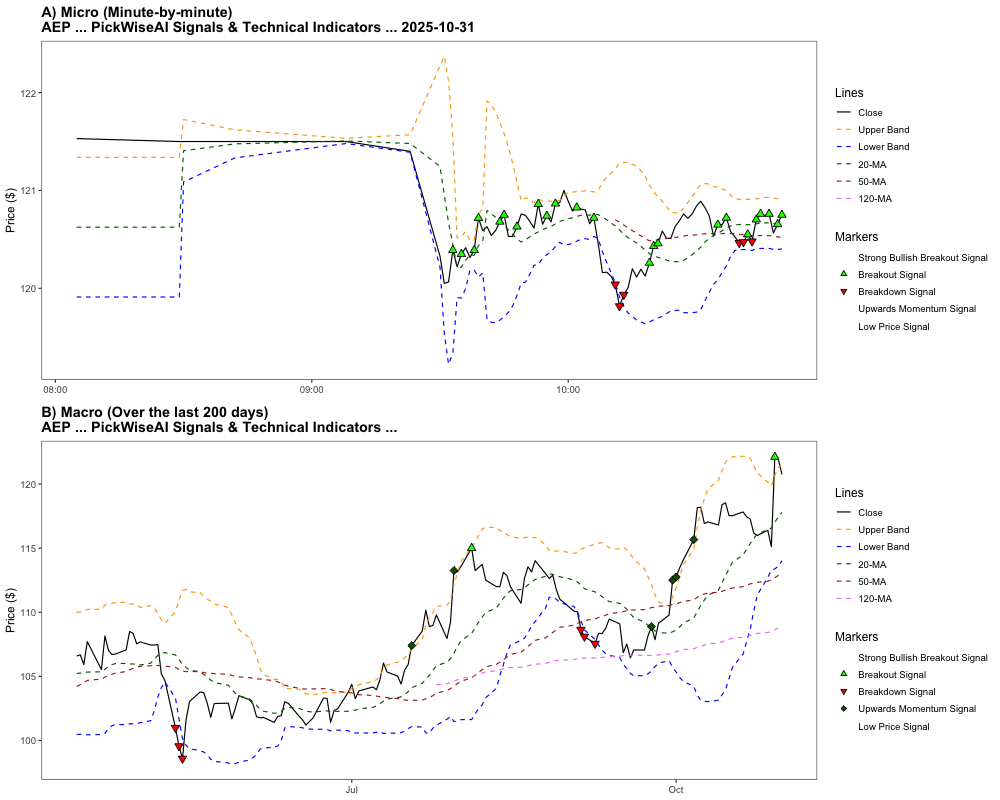 A) Micro (Minute-by-minute)
AEP ... PickWiseAI Signals & Technical Indicators ... 2025-10-31
Price ($)
122
121
120
08:00
09:00
10:00
Lines
Close
Upper Band
Lower Band
20-MA
50-MA
120-MA
Markers
Strong Bullish Breakout Signal
Breakout Signal
Breakdown Signal
Upwards Momentum Signal
Low Price Signal
B) Macro (Over the last 200 days)
AEP ... PickWiseAI Signals & Technical Indicators ...
Price ($)
120
115
110
105
100
Jul
Oct
Lines
Close
Upper Band
Lower Band
20-MA
50-MA
120-MA
Markers
Strong Bullish Breakout Signal
Breakout Signal
Breakdown Signal
Upwards Momentum Signal
Low Price Signal